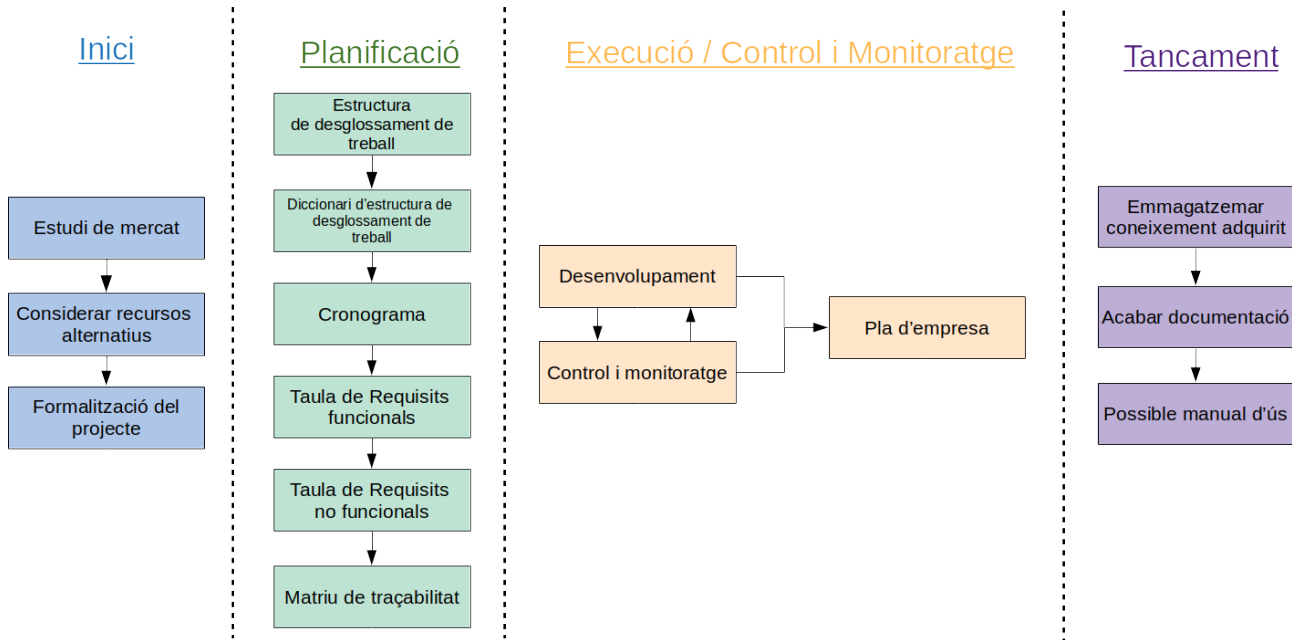 Inici
Estudi de mercat
Considerar recursos
alternatius
Formalització del
projecte
Planificació
Estructura
de desglossament de
treball
Diccionari d'estructura de
desglossament de
treball
Cronograma
Taula de Requisits
funcionals
Taula de Requisits
no funcionals
Matriu de traçabilitat
Execució / Control i Monitoratge
Desenvolupament
Control i monitoratge
Pla d'empresa
Tancament
Emmagatzemar
coneixement adquirit
Acabar documentació
Possible manual d'ús